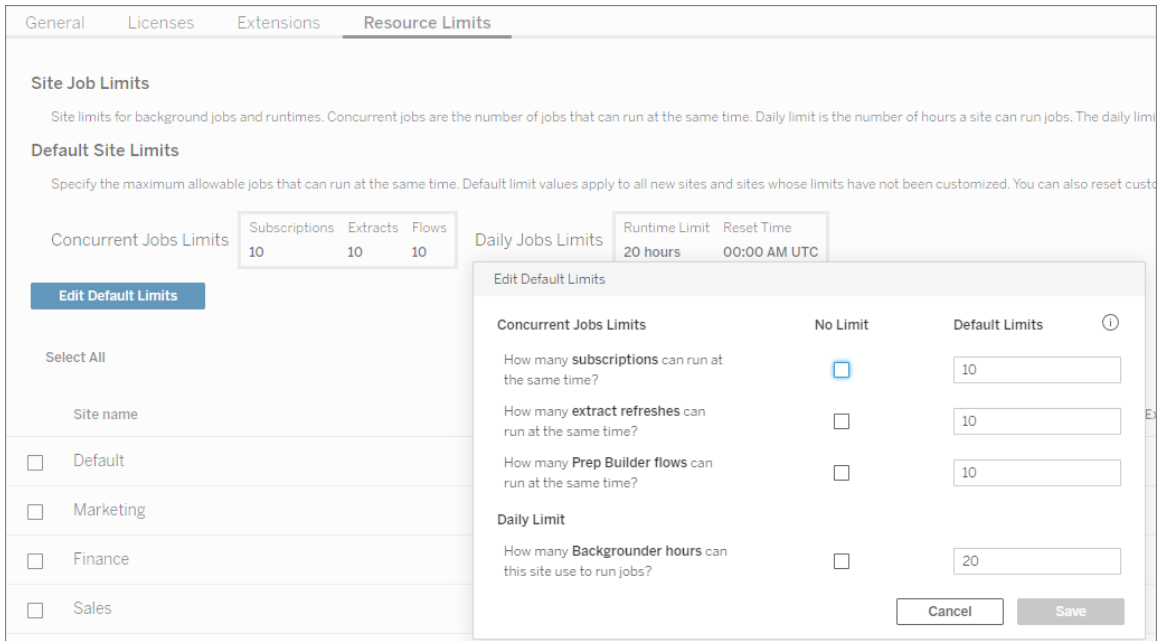 General Licenses Extensions Resource Limits
Site Job Limits
Site limits for background jobs and runtimes. Concurrent jobs are the number of jobs that can run at the same time. Daily limit is the number of hours a site can run jobs. The daily limi
Default Site Limits
Specify the maximum allowable jobs that can run at the same time. Default limit values apply to all new sites and sites whose limits have not been customized. You can also reset custo
Concurrent Jobs Limits
Subscriptions Extracts Flows
10 10 10
Daily Jobs Limits
Runtime Limit Reset Time
20 hours 00:00 AM UTC
Edit Default Limits
Select All
Site name
Default
Marketing
Finance
Sales
Edit Default Limits
Concurrent Jobs Limits No Limit Default Limits
How many subscriptions can run at
the same time?
10
How many extract refreshes can
run at the same time?
10
How many Prep Builder flows can
run at the same time?
10
Daily Limit
How many Backgrounder hours can
this site use to run jobs?
20
Cancel Save